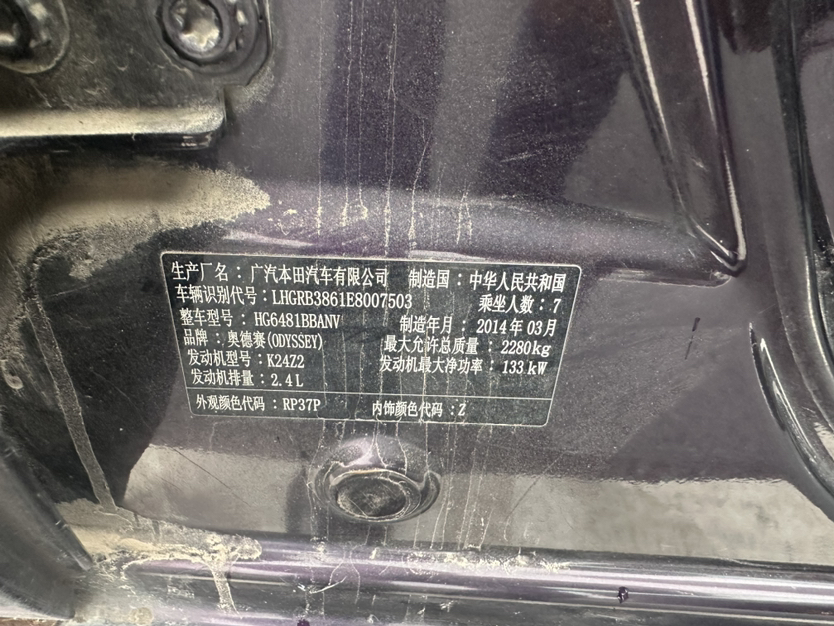 生产厂名：广汽本田汽车有限公司 制造国：中华人民共和国
车辆识别代号：LHGRB3861E8007503 乘坐人数：7
整车型号：HG6481BBANV 制造年月：2014年03月
品牌：奥德赛(ODYSSEY) 最大允许总质量：2280kg
发动机型号：K24Z2 发动机最大净功率：133kW
发动机排量：2.4L
外观颜色代码：RP37P 内饰颜色代码：Z